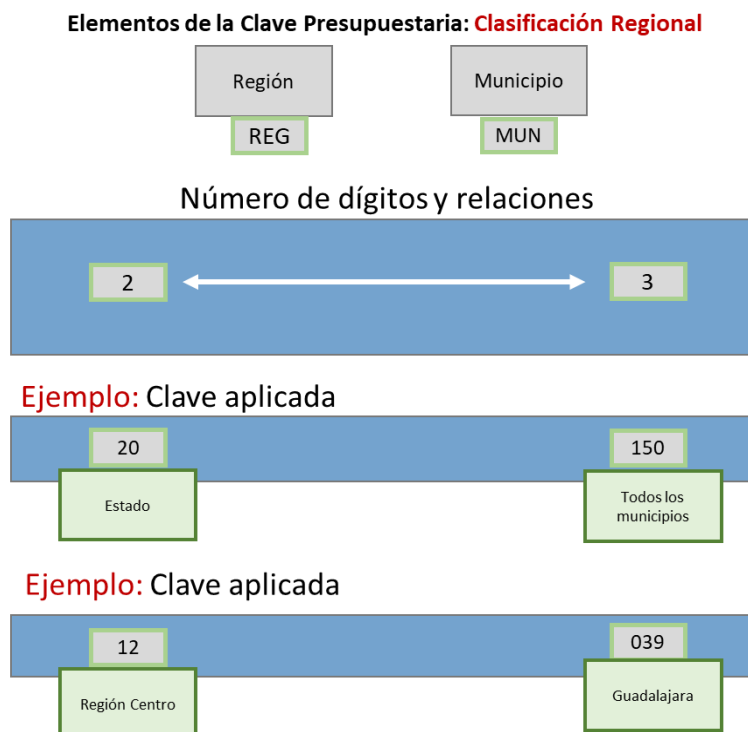 Elementos de la Clave Presupuestaria: Clasificación Regional
Región
Municipio
REG
MUN
Número de dígitos y relaciones
2
3
Ejemplo: Clave aplicada
20
150
Estado
Todos los
municipios
Ejemplo: Clave aplicada
12
039
Región Centro
Guadalajara